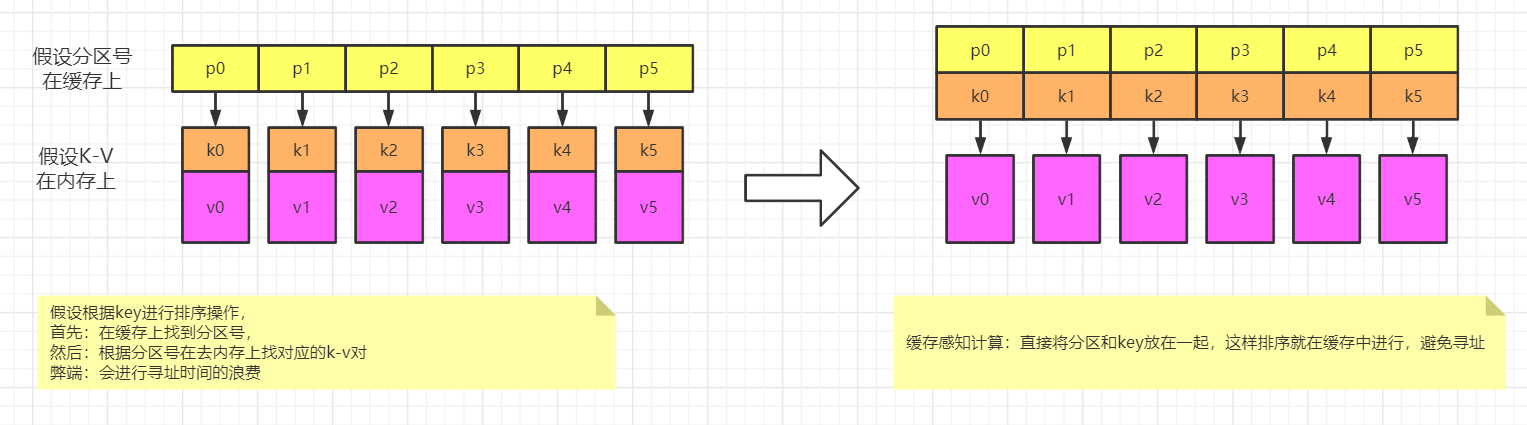 假设分区号
在缓存上
p0 p1 p2 p3 p4 p5
假设K-V
在内存上
k0 k1 k2 k3 k4 k5
v0 v1 v2 v3 v4 v5
假设根据key进行排序操作，
首先：在缓存上找到分区号，
然后：根据分区号在去内存上找对应的k-v对
弊端：会进行寻址时间的浪费
p0 p1 p2 p3 p4 p5
k0 k1 k2 k3 k4 k5
v0 v1 v2 v3 v4 v5
缓存感知计算：直接将分区和key放在一起，这样排序就在缓存中进行，避免寻址